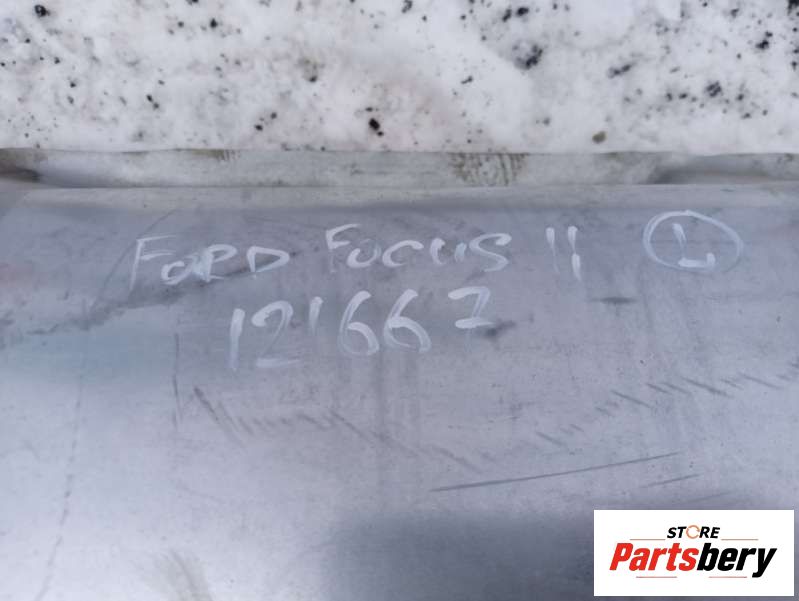 FORD FOCUS II L
121667
STORE
Partsbery